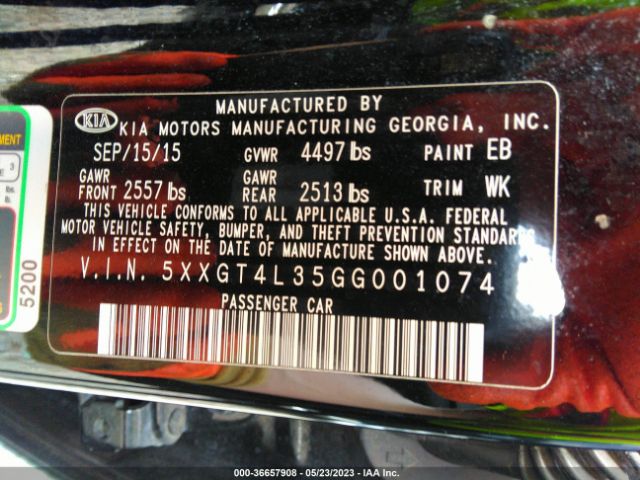 MANUFACTURED BY
KIA KIA MOTORS MANUFACTURING GEORGIA, INC.
SEP/15/15 GVWR 4497 lbs PAINT EB
GAWR FRONT 2557 lbs GAWR REAR 2513 lbs TRIM WK
THIS VEHICLE CONFORMS TO ALL APPLICABLE U.S.A. FEDERAL
MOTOR VEHICLE SAFETY, BUMPER, AND THEFT PREVENTION STANDARDS
IN EFFECT ON THE DATE OF MANUFACTURE SHOWN ABOVE.
V.I.N. 5XXGT4L35GG001074
PASSENGER CAR
3
5200
000-36657908 - 05/23/2023 - IAA Inc.